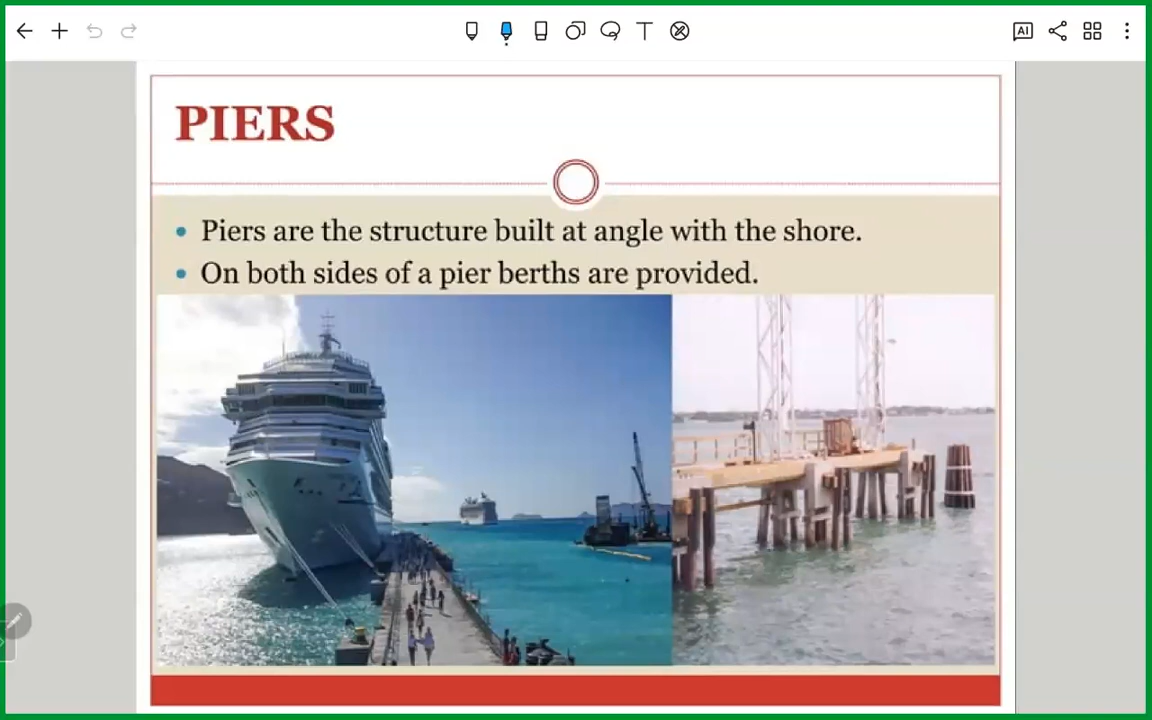 AI
T
PIERS
Piers are the structure built at angle with the shore.
On both sides of a pier berths are provided.